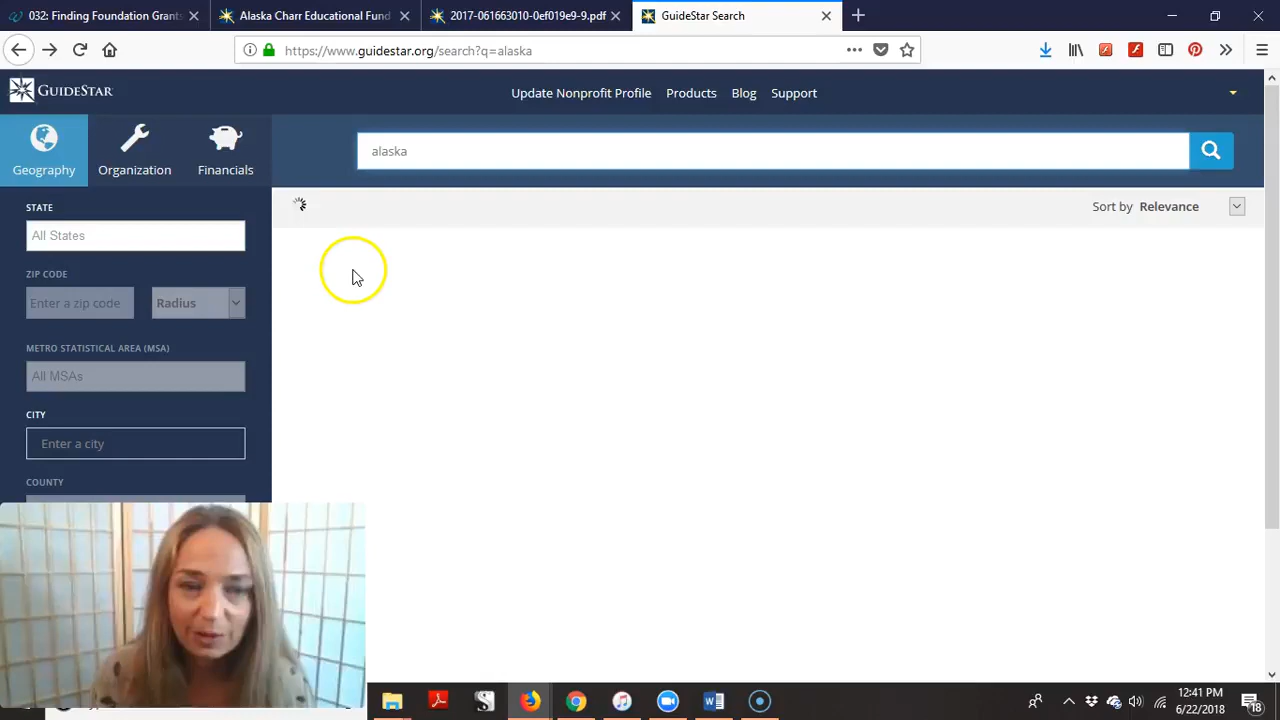 032: Finding Foundation Grants
Alaska Charr Educational Fund
2017-061663010-0ef019e9-9.pdf
GuideStar Search
https://www.guidestar.org/search?q=alaska
GUIDESTAR
Update Nonprofit Profile
Products
Blog
Support
Geography
Organization
Financials
alaska
STATE
All States
Sort by Relevance
ZIP CODE
Enter a zip code
Radius
METRO STATISTICAL AREA (MSA)
All MSAs
CITY
Enter a city
COUNTY
12:41 PM
6/22/2018
18